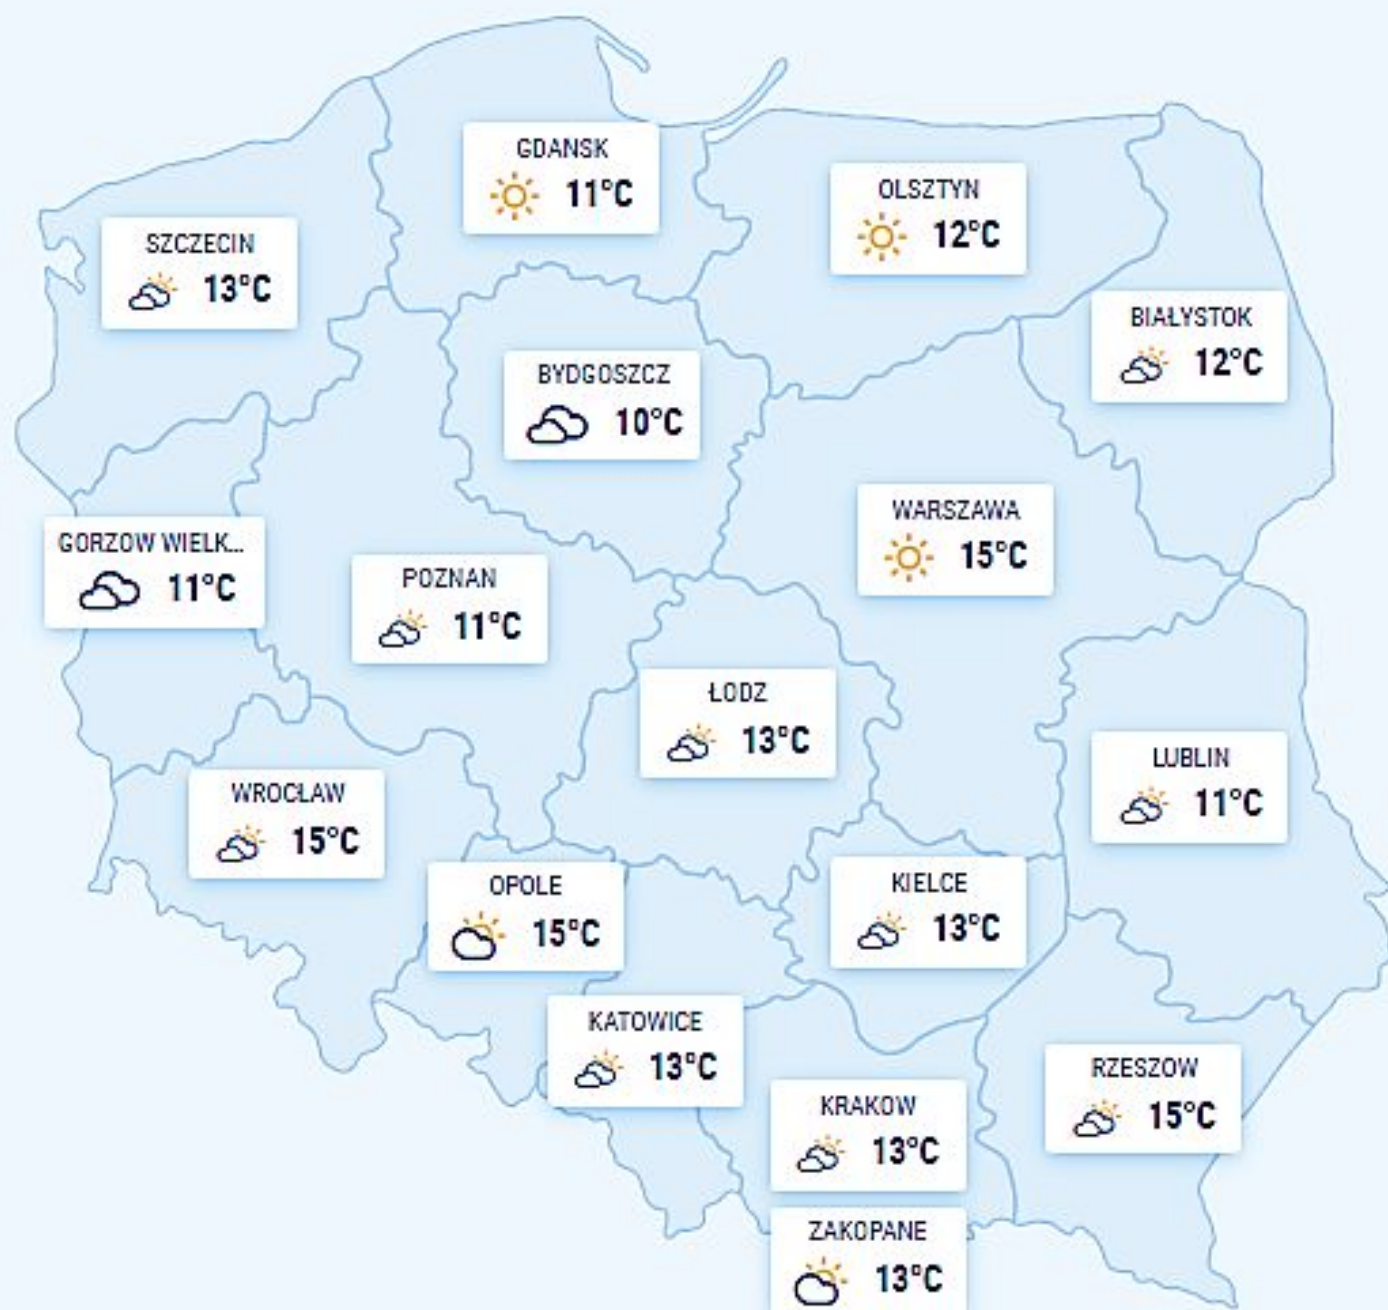 GDANSK
11°C
OLSZTYN
12°C
SZCZECIN
13°C
BIAŁYSTOK
12°C
BYDGOSZCZ
10°C
WARSZAWA
15°C
GORZOW WIELK...
11°C
POZNAN
11°C
ŁODZ
13°C
LUBLIN
11°C
WROCŁAW
15°C
OPOLE
15°C
KIELCE
13°C
KATOWICE
13°C
RZESZOW
15°C
KRAKOW
13°C
ZAKOPANE
13°C